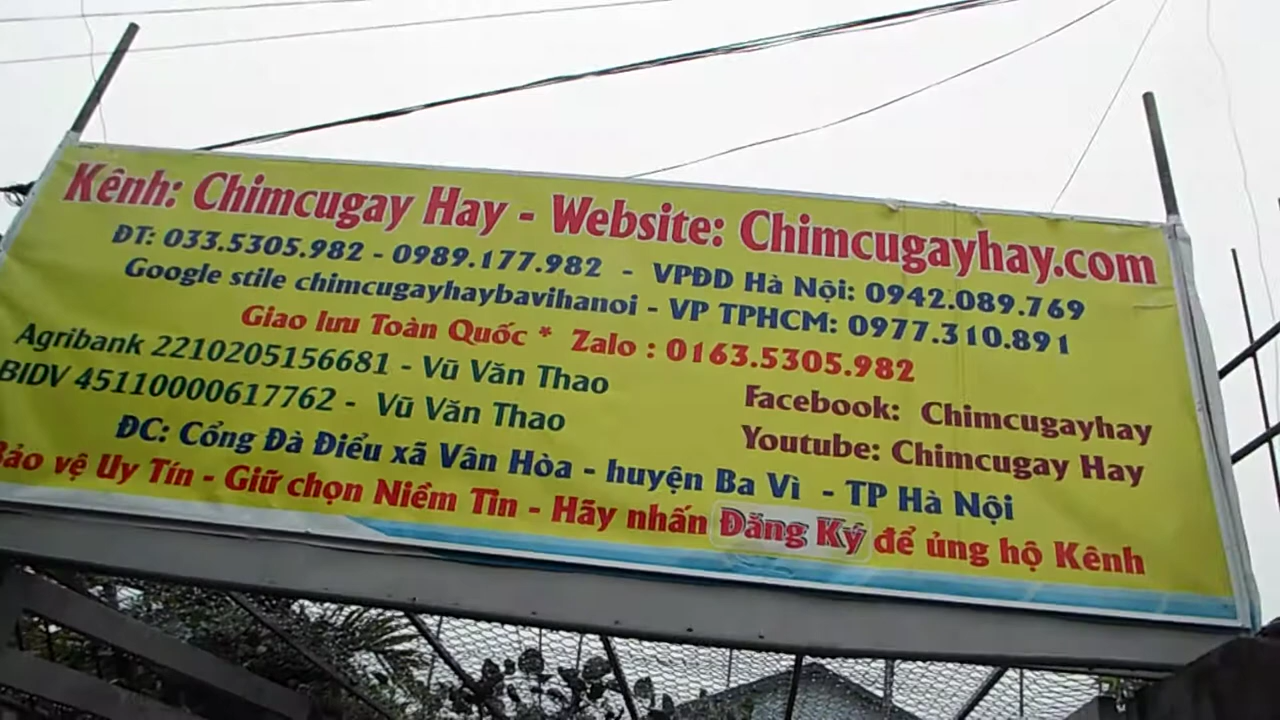 Kênh: Chimcugay Hay - Website: Chimcugayhay.com
ĐT: 033.5305.982 - 0989.177.982 - VPĐD Hà Nội: 0942.089.769
Google stile chimcugayhaybavihanoi - VP TPHCM: 0977.310.891
Giao lưu Toàn Quốc * Zalo : 0163.5305.982
Agribank 2210205156681 - Vũ Văn Thao
BIDV 45110000617762 - Vũ Văn Thao
Facebook: Chimcugayhay
Youtube: Chimcugay Hay
ĐC: Cổng Đà Điểu xã Vân Hòa - huyện Ba Vì - TP Hà Nội
Bảo vệ Uy Tín - Giữ chọn Niềm Tin - Hãy nhấn Đăng Ký để ủng hộ Kênh